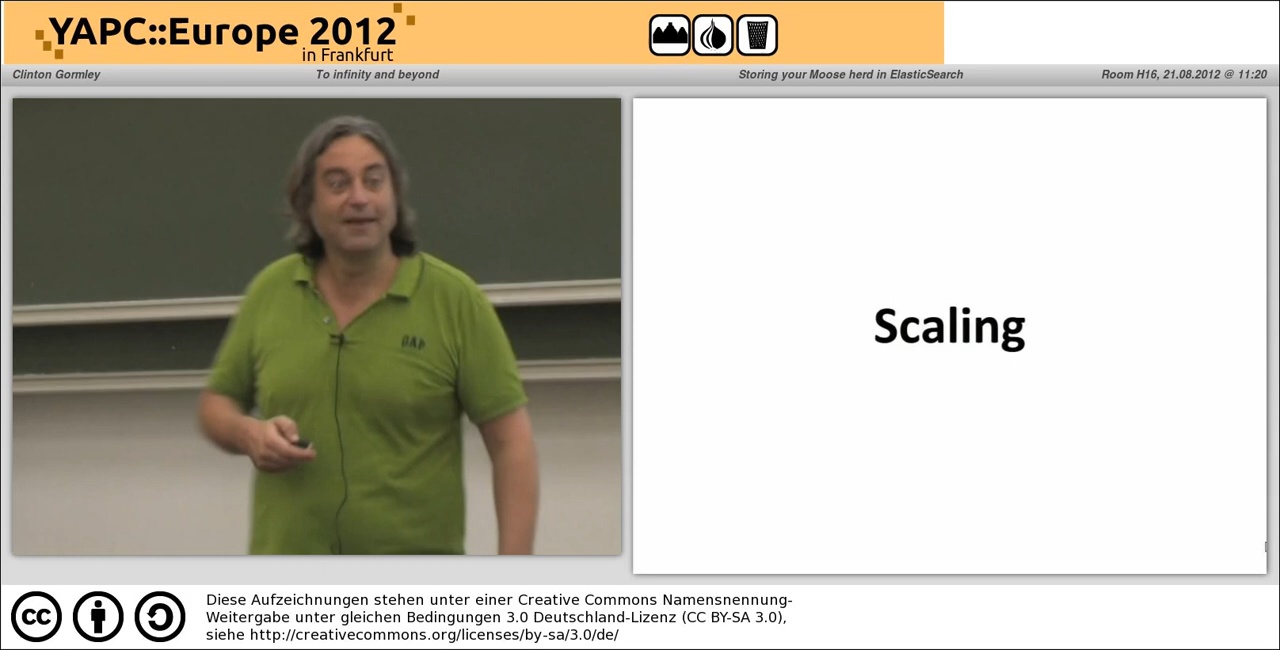 YAPC::Europe 2012
in Frankfurt
Clinton Gormley To infinity and beyond Storing your Moose herd in ElasticSearch Room H16, 21.08.2012 @ 11:20
GAP
Scaling
cc
Diese Aufzeichnungen stehen unter einer Creative Commons Namensnennung-
Weitergabe unter gleichen Bedingungen 3.0 Deutschland-Lizenz (CC BY-SA 3.0),
siehe http://creativecommons.org/licenses/by-sa/3.0/de/